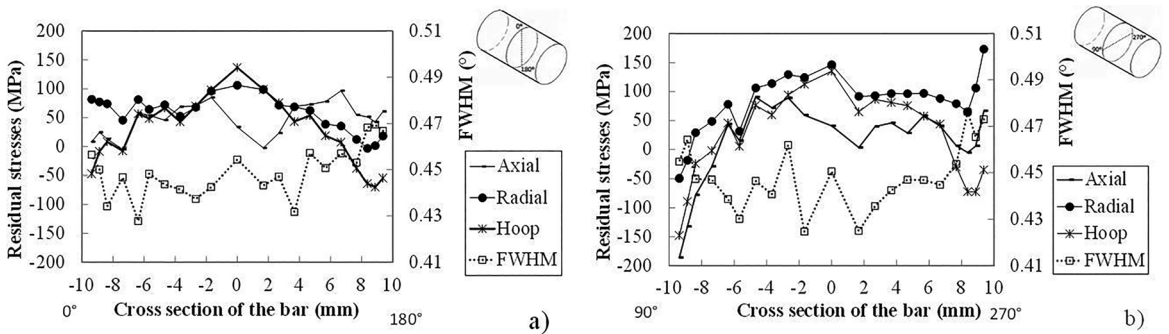 Residual stresses (MPa)
200
150
100
50
0
-50
-100
-150
-200
-10 -8 -6 -4 -2 0 2 4 6 8 10
0° Cross section of the bar (mm) 180°
0.51
0.49
0.47
0.45
0.43
0.41
FWHM (°)
0°
180°
Axial
Radial
Hoop
FWHM
a)
Residual stresses (MPa)
200
150
100
50
0
-50
-100
-150
-200
-10 -8 -6 -4 -2 0 2 4 6 8 10
90° Cross section of the bar (mm) 270°
0.51
0.49
0.47
0.45
0.43
0.41
FWHM (°)
90°
270°
Axial
Radial
Hoop
FWHM
b)